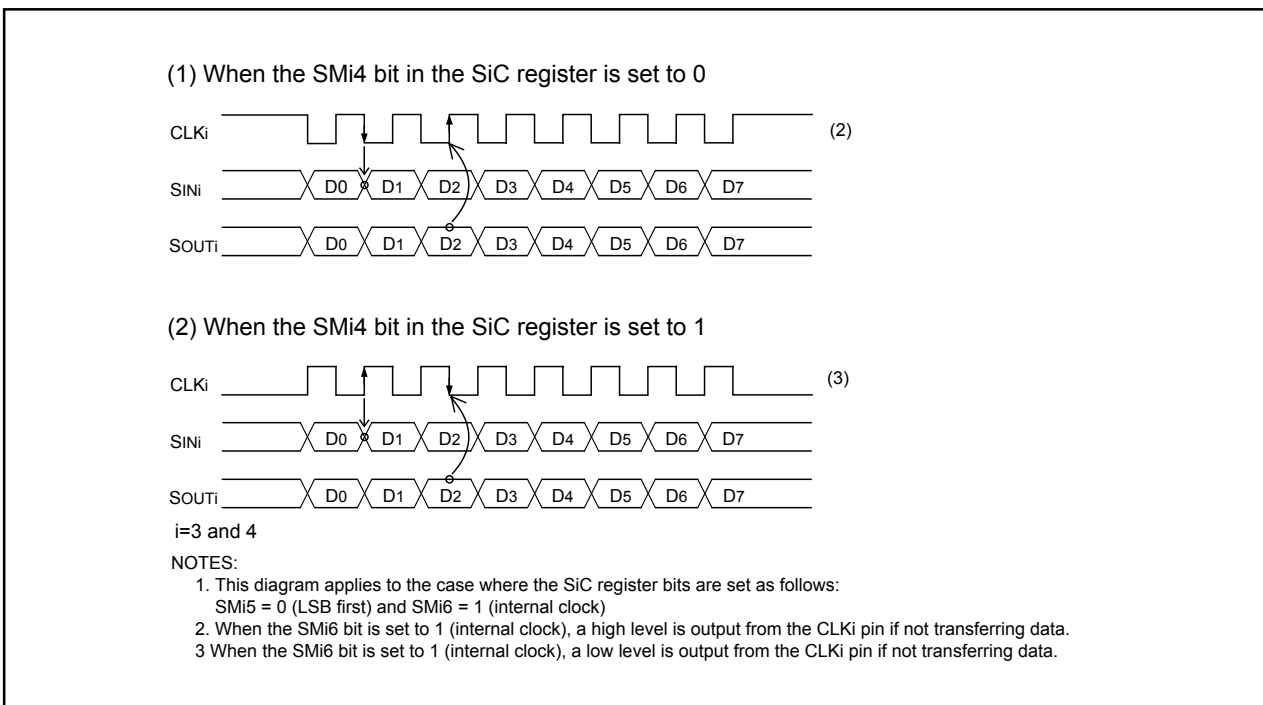 (1) When the SMi4 bit in the SiC register is set to 0
CLKi
(2)
SINi
D0 D1 D2 D3 D4 D5 D6 D7
SOUTi
D0 D1 D2 D3 D4 D5 D6 D7
(2) When the SMi4 bit in the SiC register is set to 1
CLKi
(3)
SINi
D0 D1 D2 D3 D4 D5 D6 D7
SOUTi
D0 D1 D2 D3 D4 D5 D6 D7
i=3 and 4
NOTES:
1. This diagram applies to the case where the SiC register bits are set as follows:
SMi5 = 0 (LSB first) and SMi6 = 1 (internal clock)
2. When the SMi6 bit is set to 1 (internal clock), a high level is output from the CLKi pin if not transferring data.
3 When the SMi6 bit is set to 1 (internal clock), a low level is output from the CLKi pin if not transferring data.